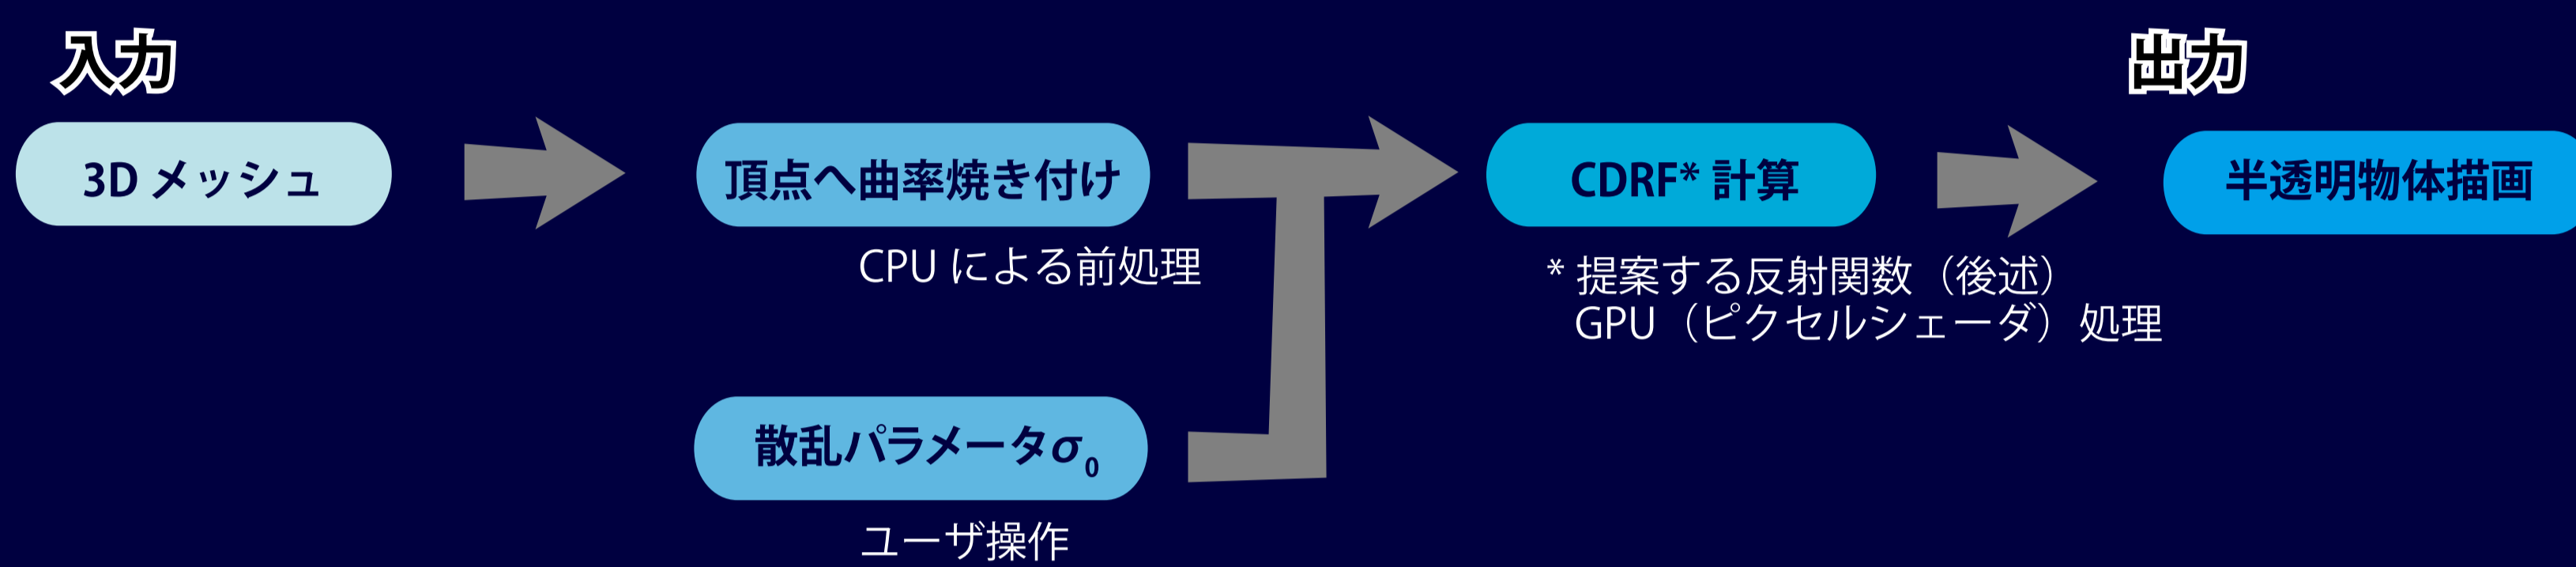 入力
出力
3D メッシュ
頂点へ曲率焼き付け
CDRF* 計算
半透明物体描画
CPU による前処理
* 提案する反射関数（後述）
GPU（ピクセルシェーダ）処理
散乱パラメータσ0
ユーザ操作